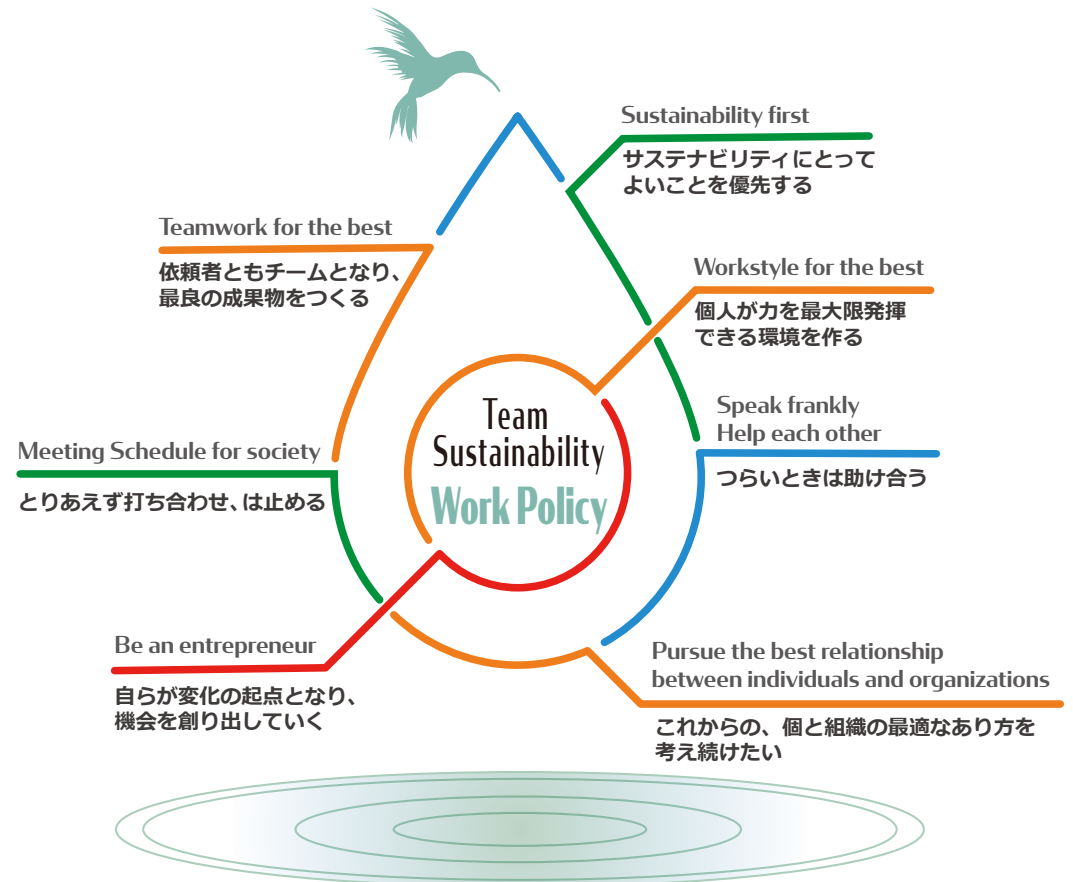 Sustainability first
サステナビリティにとって
よいことを優先する
Teamwork for the best
依頼者ともチームとなり、
最良の成果物をつくる
Workstyle for the best
個人が力を最大限発揮
できる環境を作る
Team
Sustainability
Work Policy
Speak frankly
Help each other
つらいときは助け合う
Meeting Schedule for society
とりあえず打ち合わせ、は止める
Be an entrepreneur
自らが変化の起点となり、
機会を創り出していく
Pursue the best relationship
between individuals and organizations
これからの、個と組織の最適なあり方を
考え続けたい